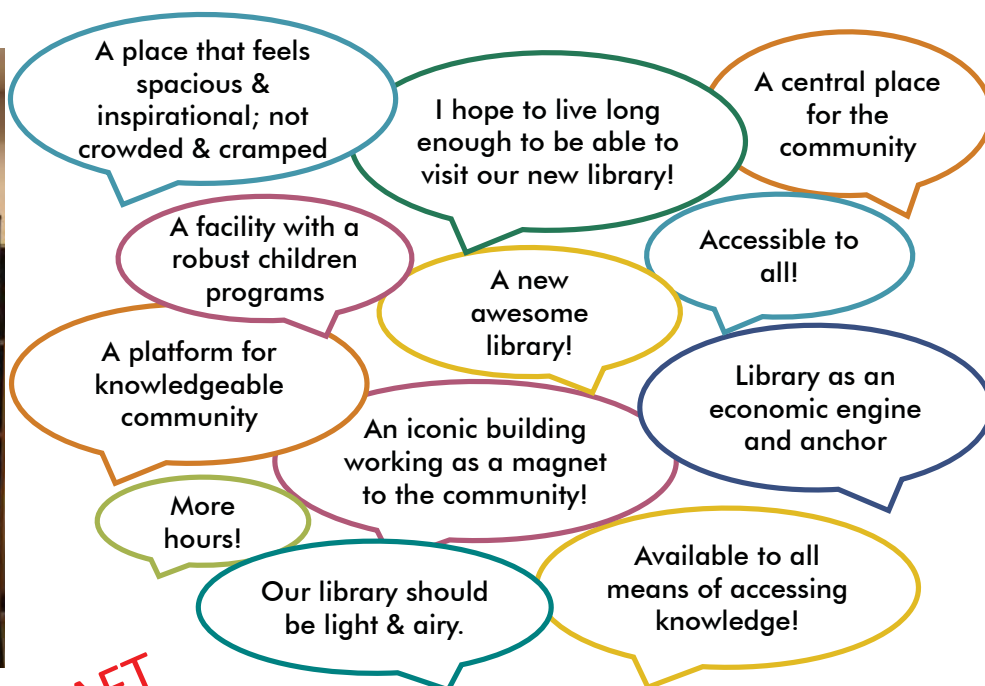 A place that feels
spacious &
inspirational; not
crowded & cramped
I hope to live long
enough to be able to
visit our new library!
A central place
for the
community
A facility with a
robust children
programs
A new
awesome
library!
Accessible to
all!
A platform for
knowledgeable
community
An iconic building
working as a magnet
to the community!
Library as an
economic engine
and anchor
More
hours!
Our library should
be light & airy.
Available to all
means of accessing
knowledge!